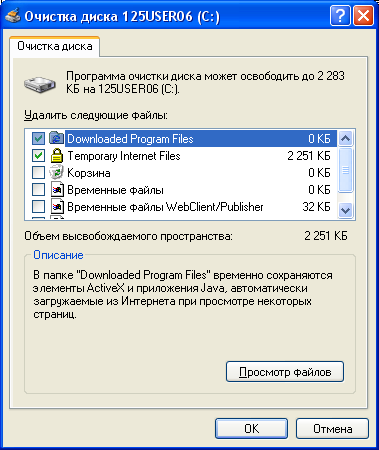 Очистка диска 125USER06 (C:)
Очистка диска
Программа очистки диска может освободить до 2 283
КБ на 125USER06 (C:).
Удалить следующие файлы:
Downloaded Program Files 0 КБ
Temporary Internet Files 2 251 КБ
Корзина 0 КБ
Временные файлы 0 КБ
Временные файлы WebClient/Publisher 32 КБ
Объем высвобождаемого пространства: 2 251 КБ
Описание
В папке "Downloaded Program Files" временно сохраняются
элементы ActiveX и приложения Java, автоматически
загружаемые из Интернета при просмотре некоторых
страниц.
Просмотр файлов
OK Отмена